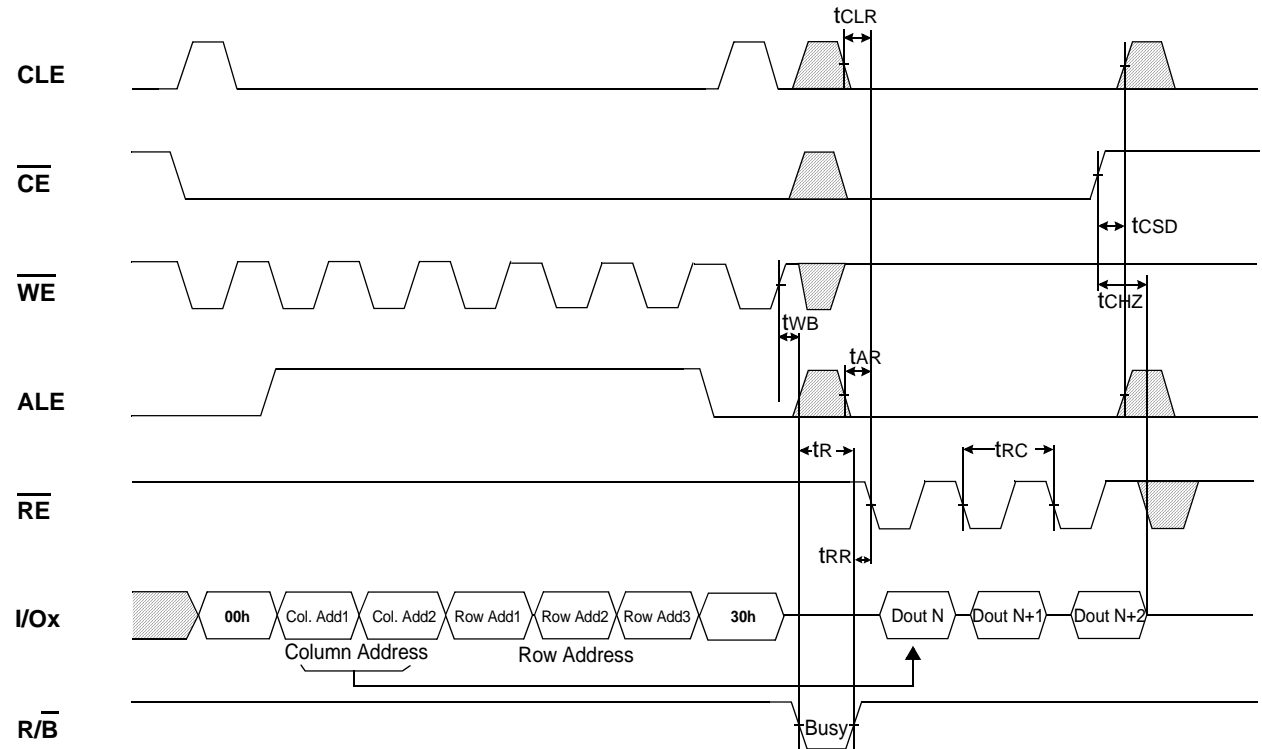 tCLR
CLE
CE
tCSD
WE
tCHZ
tWB
tAR
ALE
tR
tRC
RE
tRR
I/Ox
00h
Col. Add1
Col. Add2
Row Add1
Row Add2
Row Add3
30h
Dout N
Dout N+1
Dout N+2
Column Address
Row Address
R/B
Busy